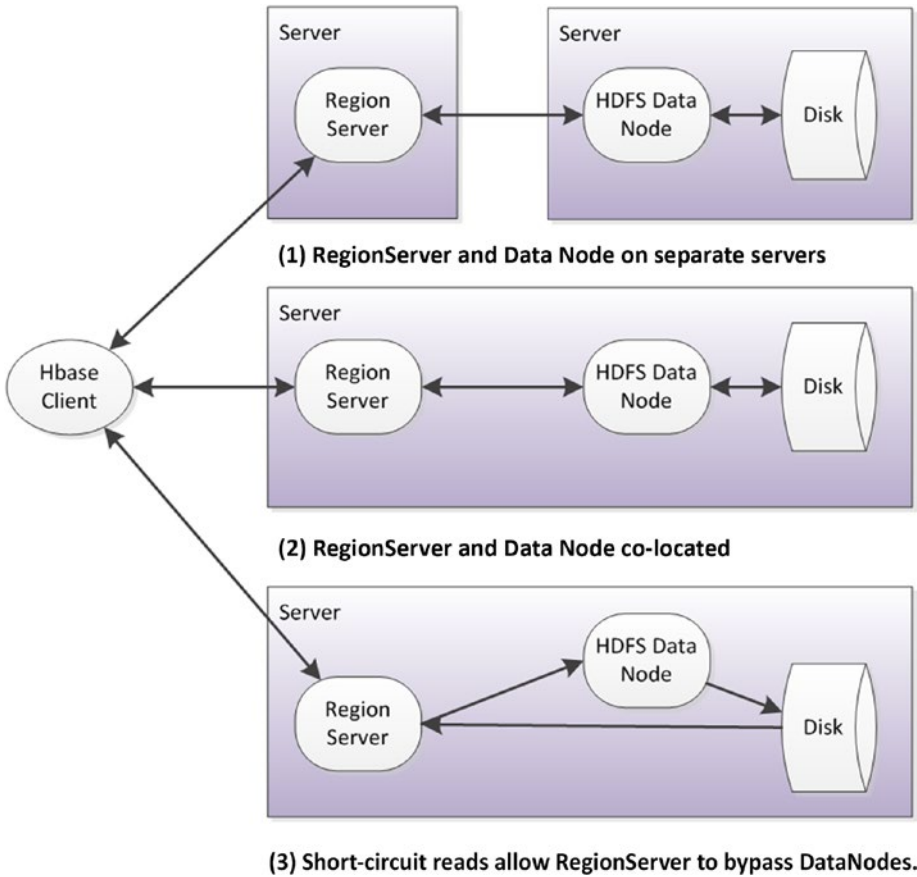 Server
Region
Server
Server
HDFS Data
Node
Disk
(1) RegionServer and Data Node on separate servers
Hbase
Client
Server
Region
Server
HDFS Data
Node
Disk
(2) RegionServer and Data Node co-located
Server
Region
Server
HDFS Data
Node
Disk
(3) Short-circuit reads allow RegionServer to bypass DataNodes.